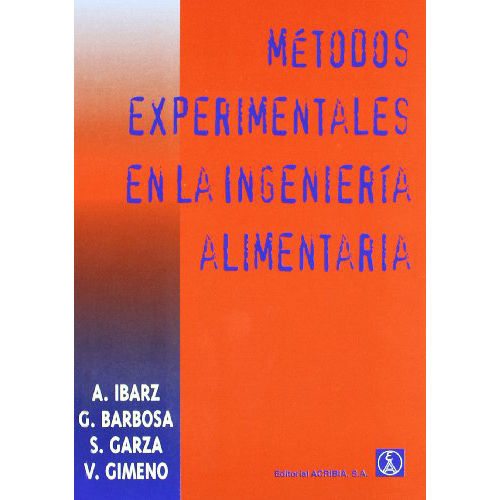 MÉTODOS
EXPERIMENTALES
EN LA INGENIERÍA
ALIMENTARIA
A. IBARZ
G. BARBOSA
S. GARZA
V. GIMENO
Editorial ACRIBIA, S.A.